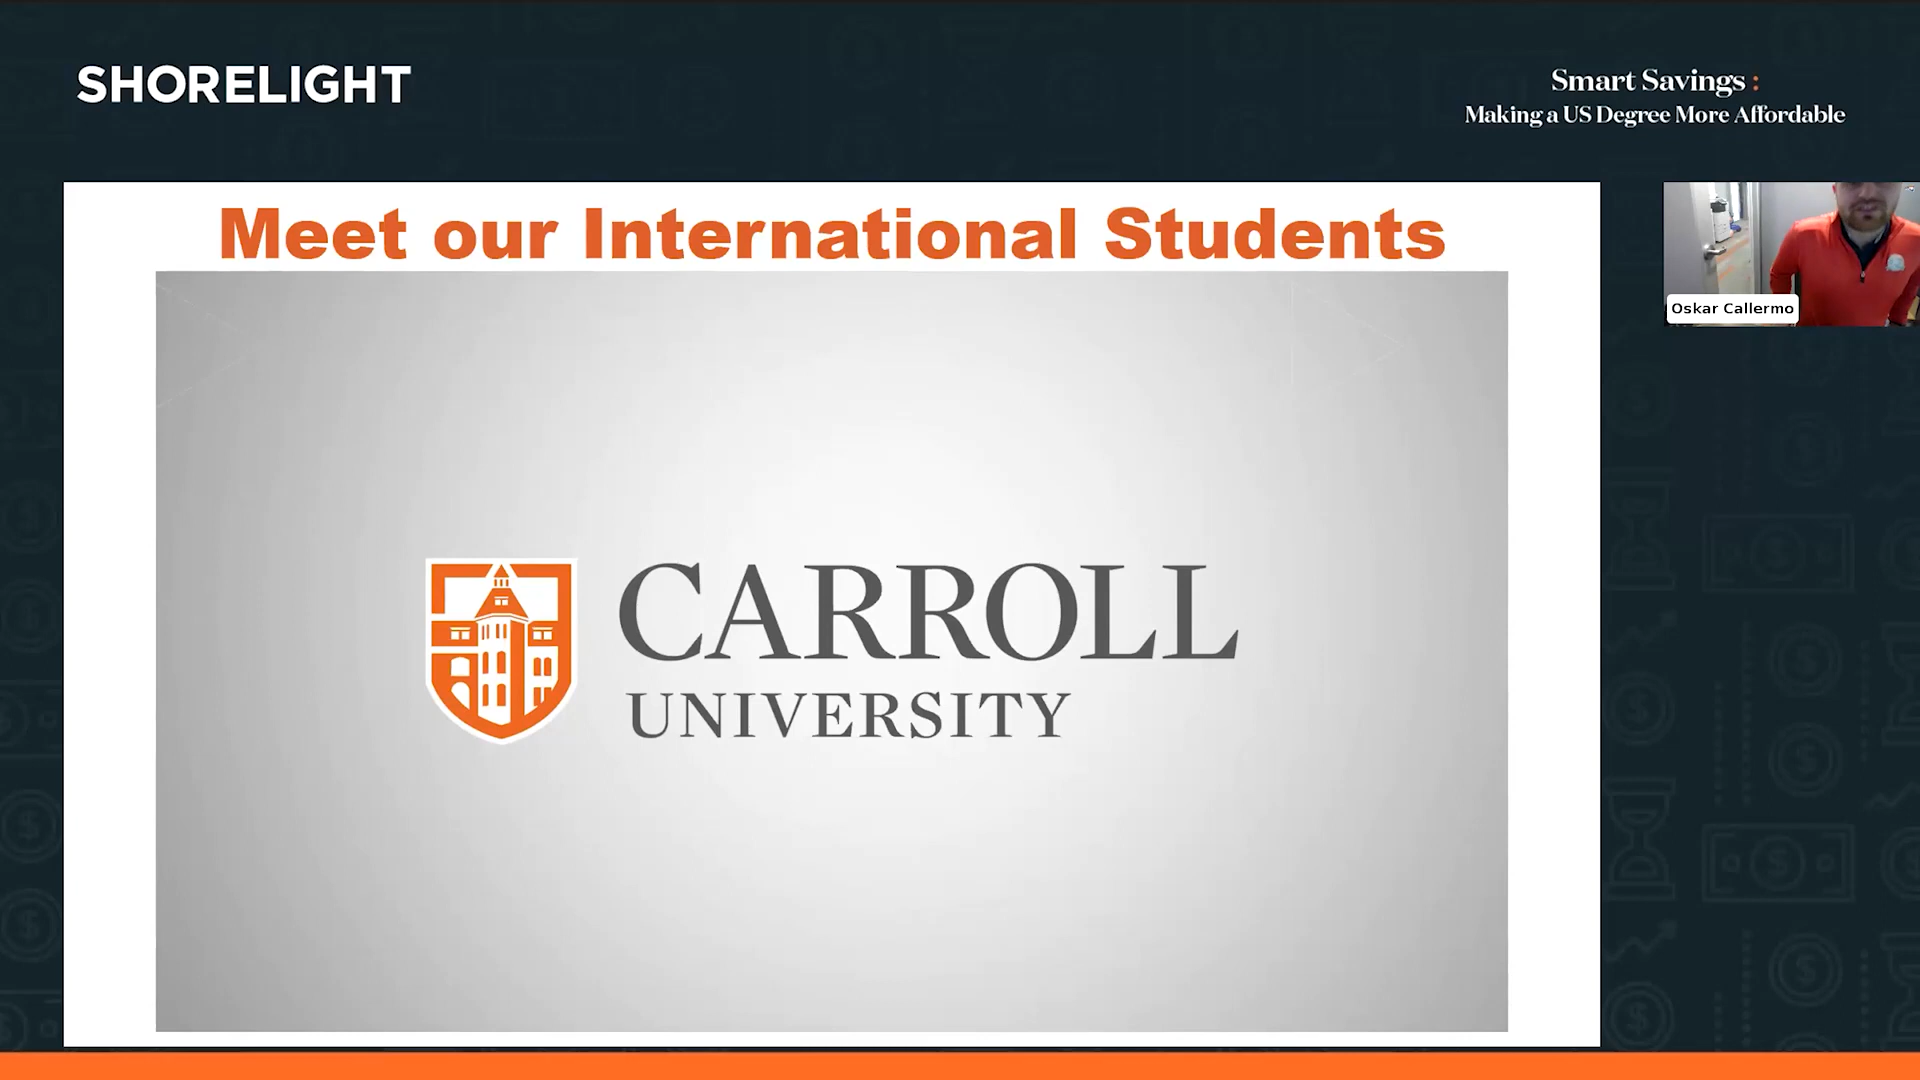 SHORELIGHT
Smart Savings :
Making a US Degree More Affordable
Meet our International Students
Oskar Callermo
CARROLL
UNIVERSITY